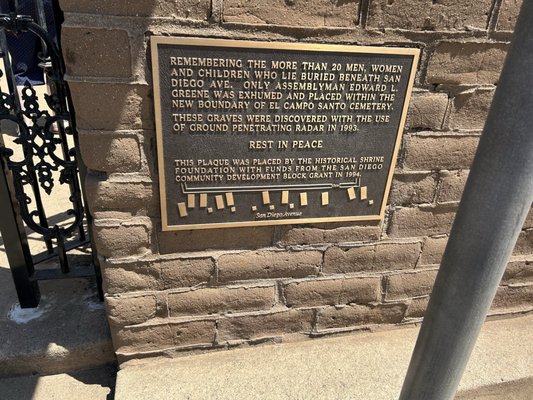 REMEMBERING THE MORE THAN 20 MEN, WOMEN
AND CHILDREN WHO LIE BURIED BENEATH SAN
DIEGO AVE. ONLY ASSEMBLYMAN EDWARD L.
GREENE WAS EXHUMED AND PLACED WITHIN THE
NEW BOUNDARY OF EL CAMPO SANTO CEMETERY.
THESE GRAVES WERE DISCOVERED WITH THE USE
OF GROUND PENETRATING RADAR IN 1993.
REST IN PEACE
THIS PLAQUE WAS PLACED BY THE HISTORICAL SHRINE
FOUNDATION WITH FUNDS FROM THE SAN DIEGO
COMMUNITY DEVELOPMENT BLOCK GRANT IN 1994.
San Diego Avenue